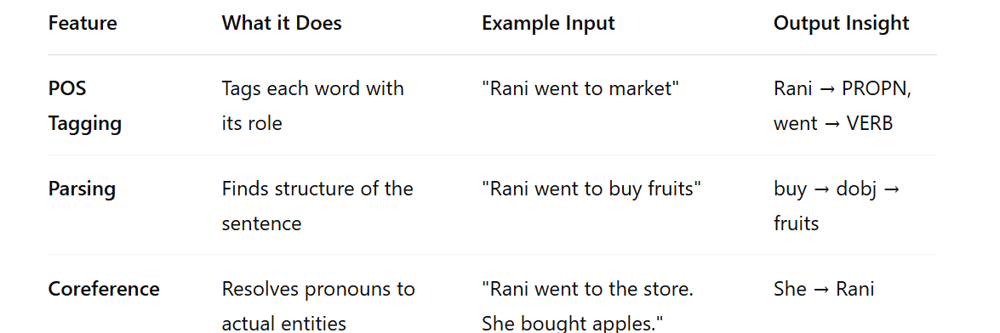 Feature What it Does Example Input Output Insight
POS Tags each word with "Rani went to market" Rani → PROPN,
Tagging its role went → VERB
Parsing Finds structure of the "Rani went to buy fruits" buy → dobj →
sentence fruits
Coreference Resolves pronouns to "Rani went to the store. She → Rani
actual entities She bought apples."